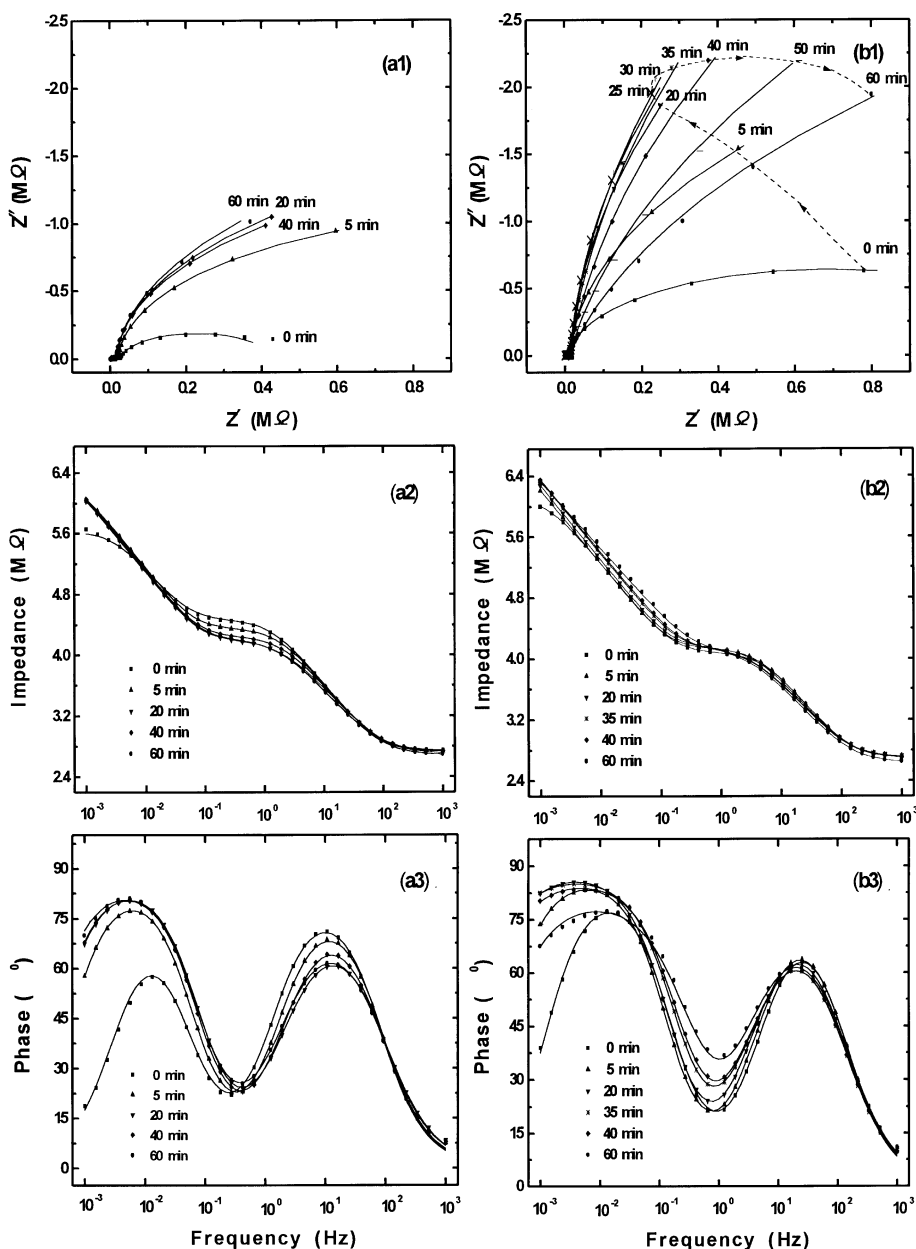 (a1)
-2.5
-2.0
-1.5
-1.0
-0.5
0.0
Z″ (MΩ)
60 min 20 min
40 min 5 min
0 min
0.0 0.2 0.4 0.6 0.8
Z′ (MΩ)
(b1)
-2.5
-2.0
-1.5
-1.0
-0.5
0.0
Z″ (MΩ)
35 min 40 min 50 min
30 min
60 min
25 min
20 min
5 min
0 min
0.0 0.2 0.4 0.6 0.8
Z′ (MΩ)
(a2)
6.4
5.6
4.8
4.0
3.2
2.4
Impedance (MΩ)
0 min
5 min
20 min
40 min
60 min
10⁻³ 10⁻² 10⁻¹ 10⁰ 10¹ 10² 10³
(b2)
6.4
5.6
4.8
4.0
3.2
2.4
Impedance (MΩ)
0 min
5 min
20 min
35 min
40 min
60 min
10⁻³ 10⁻² 10⁻¹ 10⁰ 10¹ 10² 10³
(a3)
90
75
60
45
30
15
0
Phase ( ⁰)
0 min
5 min
20 min
40 min
60 min
10⁻³ 10⁻² 10⁻¹ 10⁰ 10¹ 10² 10³
Frequency (Hz)
(b3)
90
75
60
45
30
15
0
Phase ( ⁰)
0 min
5 min
20 min
35 min
40 min
60 min
10⁻³ 10⁻² 10⁻¹ 10⁰ 10¹ 10² 10³
Frequency (Hz)